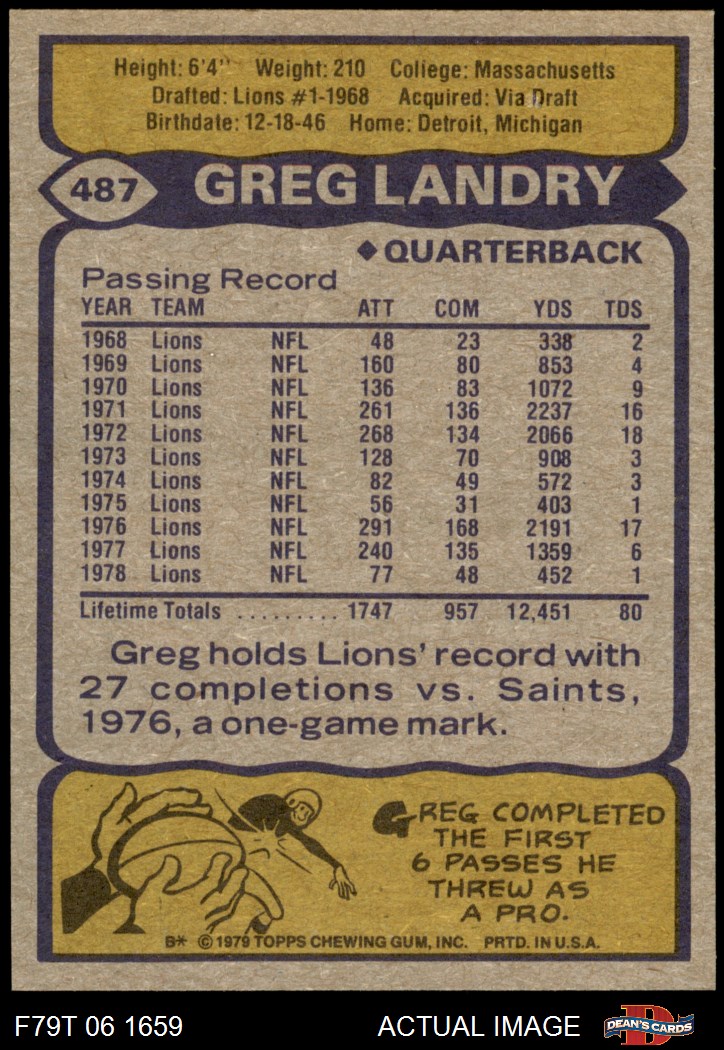 Height: 6'4" Weight: 210 College: Massachusetts
Drafted: Lions #1-1968 Acquired: Via Draft
Birthdate: 12-18-46 Home: Detroit, Michigan
487 GREG LANDRY
◆ QUARTERBACK
Passing Record
YEAR TEAM ATT COM YDS TDS
1968 Lions NFL 48 23 338 2
1969 Lions NFL 160 80 853 4
1970 Lions NFL 136 83 1072 9
1971 Lions NFL 261 136 2237 16
1972 Lions NFL 268 134 2066 18
1973 Lions NFL 128 70 908 3
1974 Lions NFL 82 49 572 3
1975 Lions NFL 56 31 403 1
1976 Lions NFL 291 168 2191 17
1977 Lions NFL 240 135 1359 6
1978 Lions NFL 77 48 452 1
Lifetime Totals ......... 1747 957 12,451 80
Greg holds Lions' record with
27 completions vs. Saints,
1976, a one-game mark.
GREG COMPLETED
THE FIRST
6 PASSES HE
THREW AS
A PRO.
B* © 1979 TOPPS CHEWING GUM, INC. PRTD. IN U.S.A.
F79T 06 1659 ACTUAL IMAGE D DEAN'S CARDS